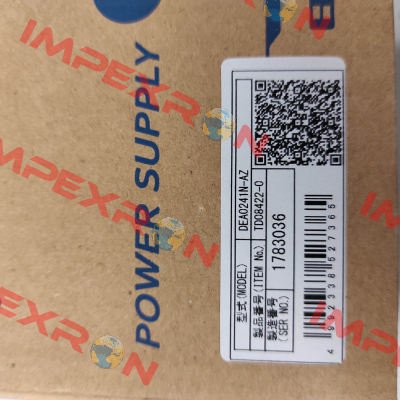 POWER SUPPLY
型式(MODEL) DEA0241N-AZ
製品番号(ITEM No.) TD08422-0
製造番号
(SER NO.) 1783036
4992338527365
IMPEXRON
IMPEXRON
IMPEXRON
IMPEXRON